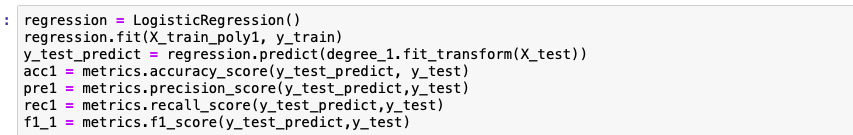 : regression = LogisticRegression()
regression.fit(X_train_poly1, y_train)
y_test_predict = regression.predict(degree_1.fit_transform(X_test))
acc1 = metrics.accuracy_score(y_test_predict, y_test)
pre1 = metrics.precision_score(y_test_predict,y_test)
rec1 = metrics.recall_score(y_test_predict,y_test)
f1_1 = metrics.f1_score(y_test_predict,y_test)